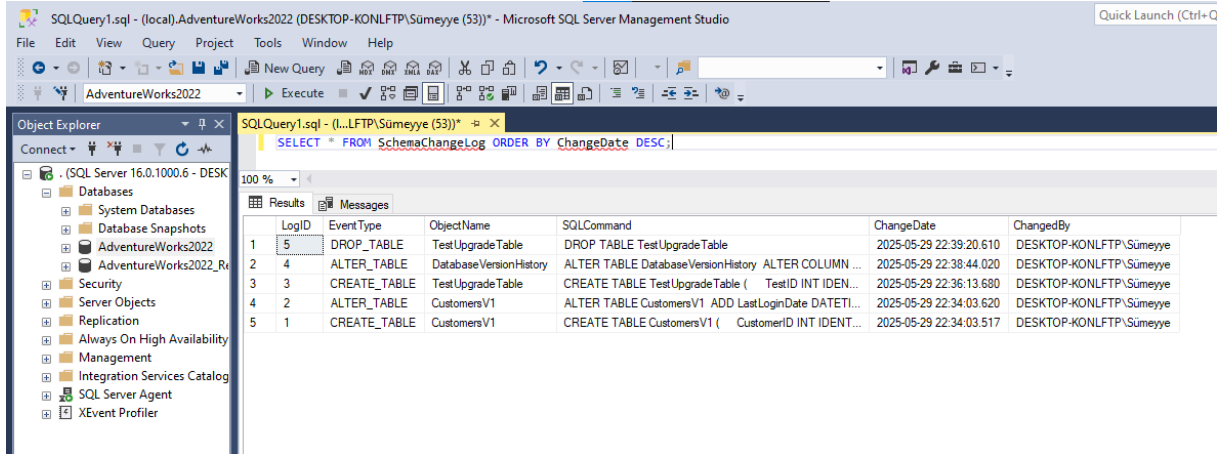 SQLQuery1.sql - (local).AdventureWorks2022 (DESKTOP-KONLFTP\Sümeyye (53))* - Microsoft SQL Server Management Studio
Quick Launch (Ctrl+Q
File Edit View Query Project Tools Window Help
New Query
AdventureWorks2022 Execute
Object Explorer
Connect
. (SQL Server 16.0.1000.6 - DESK
Databases
System Databases
Database Snapshots
AdventureWorks2022
AdventureWorks2022_Re
Security
Server Objects
Replication
Always On High Availability
Management
Integration Services Catalog
SQL Server Agent
XEvent Profiler
SQLQuery1.sql - (l...LFTP\Sümeyye (53))*
SELECT * FROM SchemaChangeLog ORDER BY ChangeDate DESC;
100 %
Results Messages
LogID EventType ObjectName SQLCommand ChangeDate ChangedBy
1 5 DROP_TABLE TestUpgradeTable DROP TABLE TestUpgradeTable 2025-05-29 22:39:20.610 DESKTOP-KONLFTP\Sümeyye
2 4 ALTER_TABLE DatabaseVersionHistory ALTER TABLE DatabaseVersionHistory ALTER COLUMN ... 2025-05-29 22:38:44.020 DESKTOP-KONLFTP\Sümeyye
3 3 CREATE_TABLE TestUpgradeTable CREATE TABLE TestUpgradeTable ( TestID INT IDEN... 2025-05-29 22:36:13.680 DESKTOP-KONLFTP\Sümeyye
4 2 ALTER_TABLE CustomersV1 ALTER TABLE CustomersV1 ADD LastLoginDate DATETI... 2025-05-29 22:34:03.620 DESKTOP-KONLFTP\Sümeyye
5 1 CREATE_TABLE CustomersV1 CREATE TABLE CustomersV1 ( CustomerID INT IDENT... 2025-05-29 22:34:03.517 DESKTOP-KONLFTP\Sümeyye